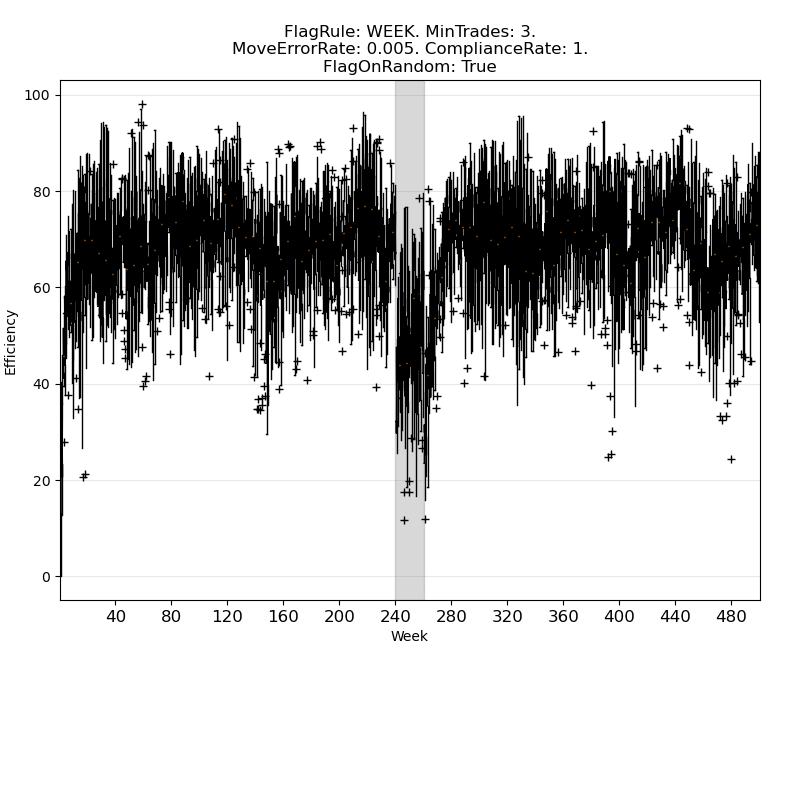 FlagRule: WEEK. MinTrades: 3.
MoveErrorRate: 0.005. ComplianceRate: 1.
FlagOnRandom: True
100
80
60
40
20
0
Efficiency
40 80 120 160 200 240 280 320 360 400 440 480
Week